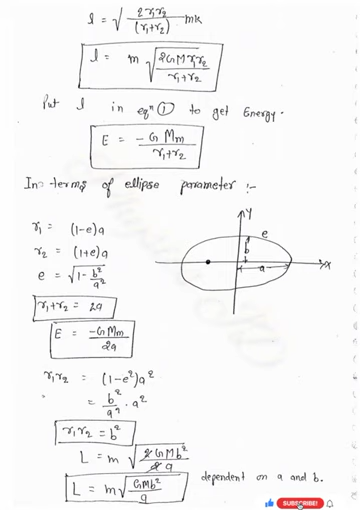 l = √(2r₁r₂/(r₁+r₂)) mk
l = m √(2GMr₁r₂/(r₁+r₂))
Put l in eqⁿ ① to get Energy.
E = -GMm/(r₁+r₂)
In terms of ellipse parameter :-
r₁ = (1-e)a
r₂ = (1+e)a
e = √(1-b²/a²)
r₁+r₂ = 2a
E = -GMm/2a
Y
e
b
a
X
r₁r₂ = (1-e²)a²
= b²/a² . a²
r₁r₂ = b²
L = m √(2GMb²/2a)
L = m√(GMb²/a) dependent on a and b.
SUBSCRIBE!